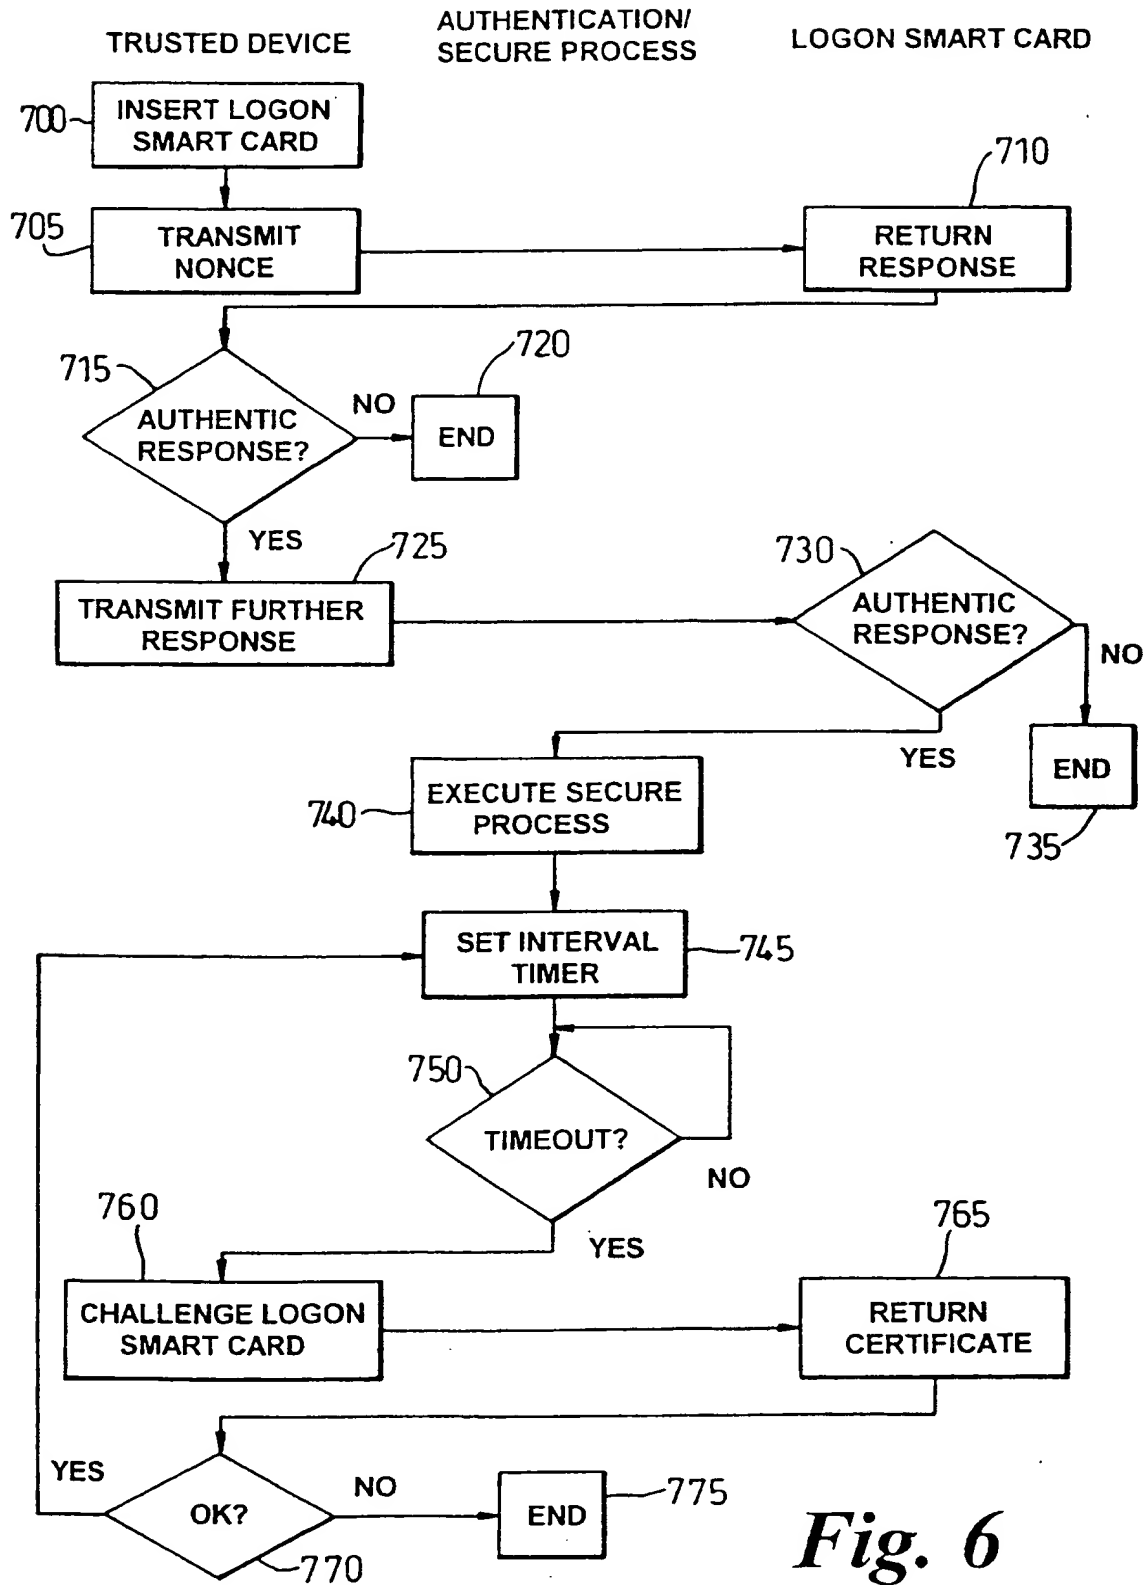 TRUSTED DEVICE
AUTHENTICATION/
SECURE PROCESS
LOGON SMART CARD
700
INSERT LOGON
SMART CARD
705
TRANSMIT
NONCE
710
RETURN
RESPONSE
715
AUTHENTIC
RESPONSE?
NO
720
END
YES
725
TRANSMIT FURTHER
RESPONSE
730
AUTHENTIC
RESPONSE?
NO
YES
END
735
740
EXECUTE SECURE
PROCESS
SET INTERVAL
TIMER
745
750
TIMEOUT?
NO
YES
760
CHALLENGE LOGON
SMART CARD
765
RETURN
CERTIFICATE
YES
OK?
NO
770
END
775
Fig. 6